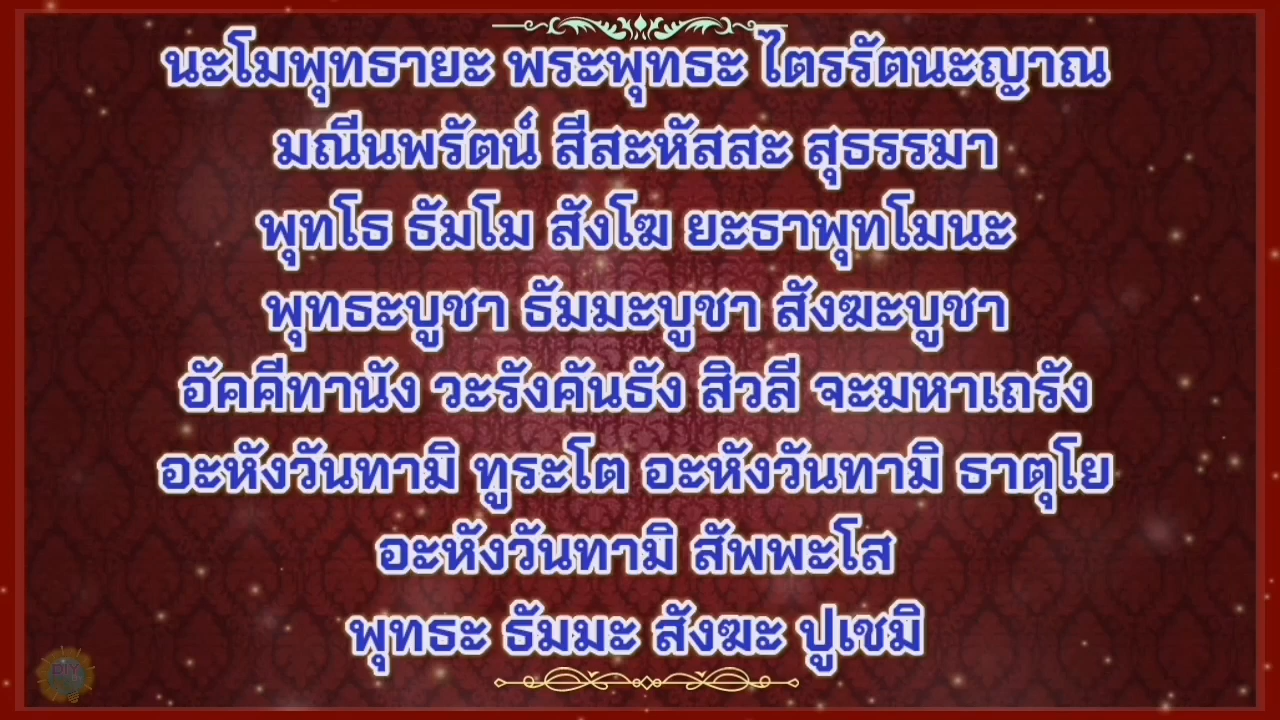 นะโมพุทธายะ พระพุทธะ ไตรรัตนะญาณ
มณีนพรัตน์ สีสะหัสสะ สุธรรมา
พุทโธ ธัมโม สังโฆ ยะธาพุทโมนะ
พุทธะบูชา ธัมมะบูชา สังฆะบูชา
อัคคีทานัง วะรังคันธัง สิวลี จะมหาเถรัง
อะหังวันทามิ ทูระโต อะหังวันทามิ ธาตุโย
อะหังวันทามิ สัพพะโส
พุทธะ ธัมมะ สังฆะ ปูเชมิ
DIY